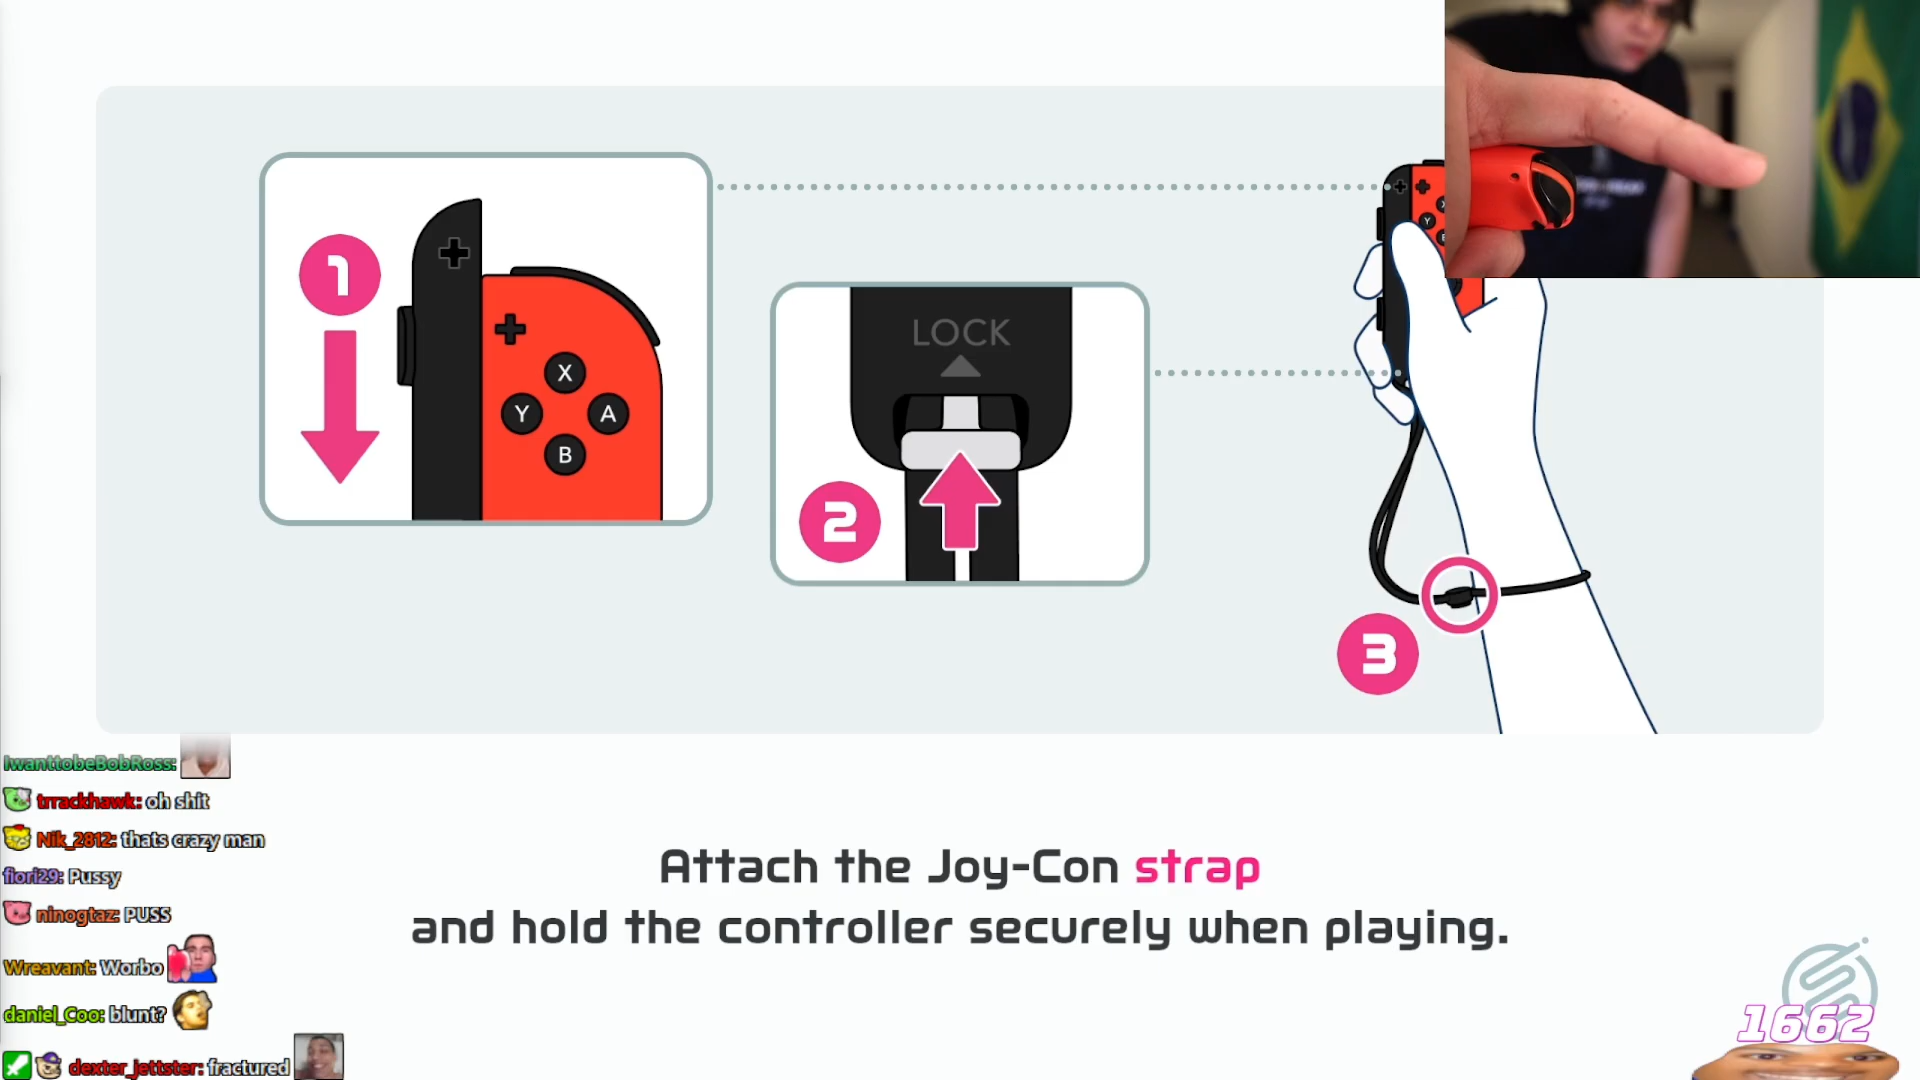 1
X
Y
A
B
LOCK
2
Y
3
IwanttobeBobRoss:
trrackhawk: oh shit
Nik_2812: thats crazy man
fiori29: Pussy
ninogtaz: PUSS
Wreavant: Worbo
daniel_Coo: blunt?
dexter_jettster: fractured
Attach the Joy-Con strap
and hold the controller securely when playing.
1662